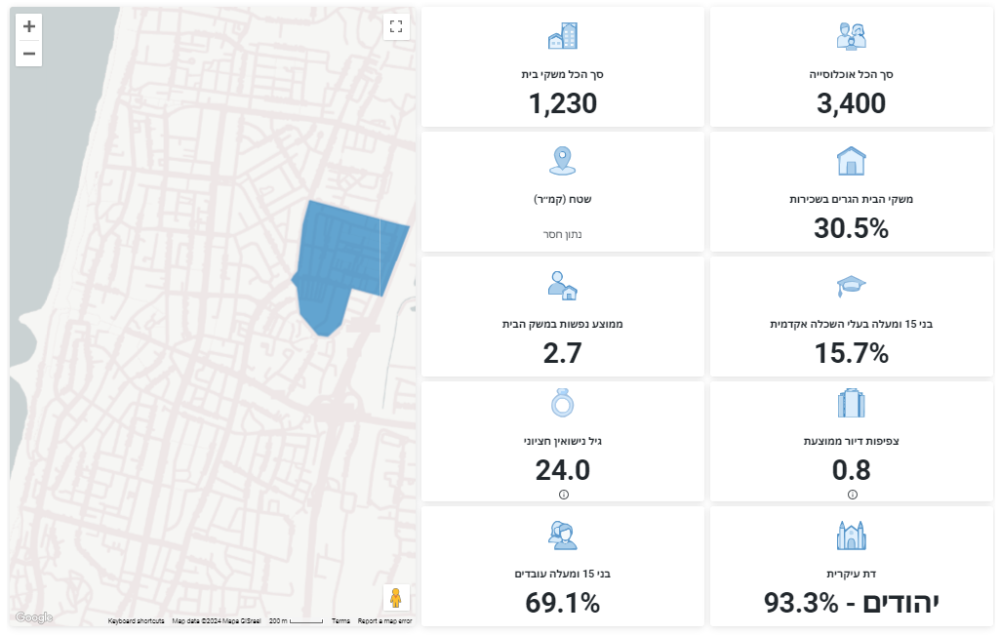 סך הכל אוכלוסייה
3,400
סך הכל משקי בית
1,230
משקי הבית הגרים בשכירות
30.5%
שטח (קמ״ר)
נתון חסר
בני 15 ומעלה בעלי השכלה אקדמית
15.7%
ממוצע נפשות במשק הבית
2.7
צפיפות דיור ממוצעת
0.8
גיל נישואין חציוני
24.0
דת עיקרית
יהודים - 93.3%
בני 15 ומעלה עובדים
69.1%
Google
Keyboard shortcuts Map data ©2024 Mapa GISrael 200 m Terms Report a map error